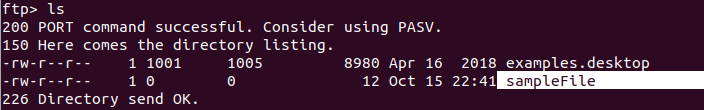 ftp> ls
200 PORT command successful. Consider using PASV.
150 Here comes the directory listing.
-rw-r--r--    1 1001     1005         8980 Apr 16  2018 examples.desktop
-rw-r--r--    1 0        0              12 Oct 15 22:41 sampleFile
226 Directory send OK.